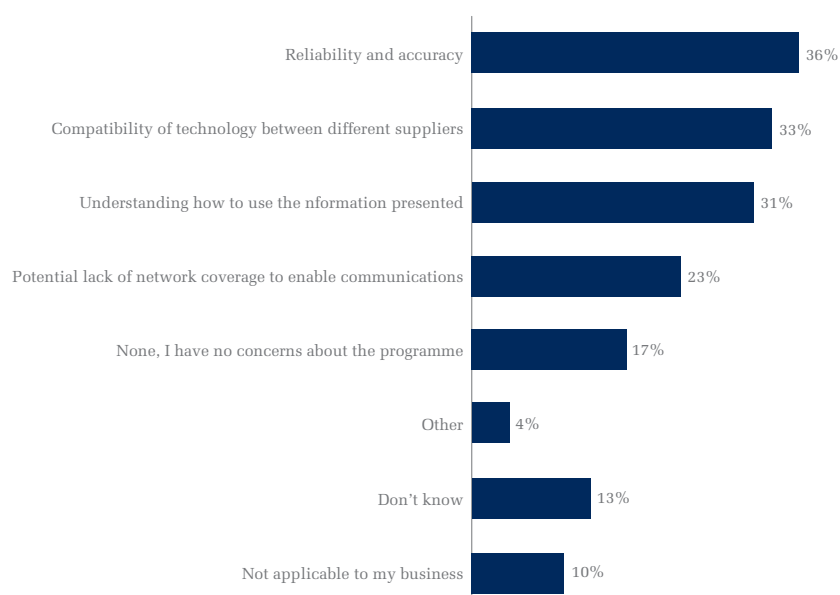 Reliability and accuracy 36%
Compatibility of technology between different suppliers 33%
Understanding how to use the nformation presented 31%
Potential lack of network coverage to enable communications 23%
None, I have no concerns about the programme 17%
Other 4%
Don’t know 13%
Not applicable to my business 10%